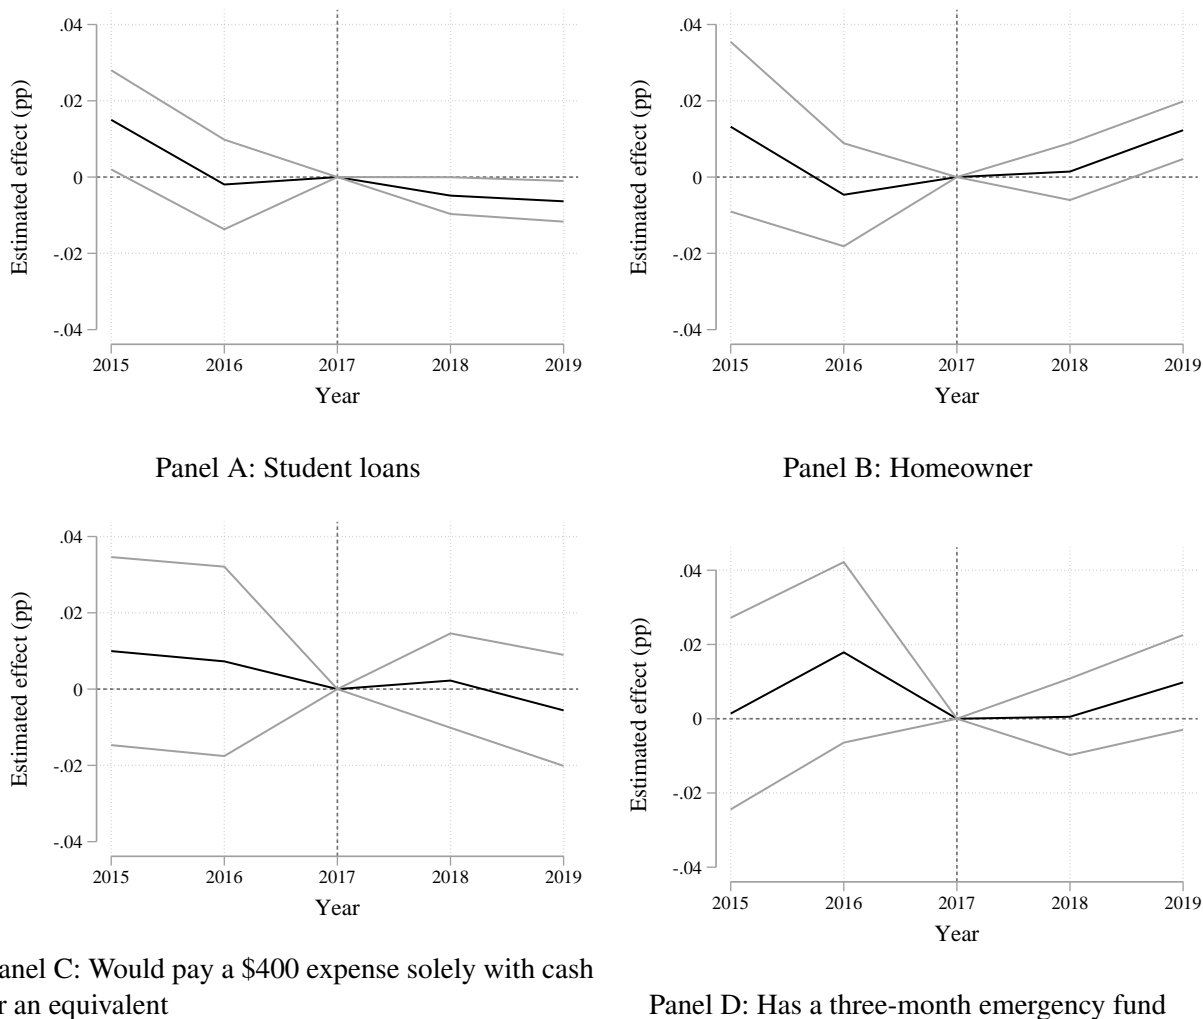 .04
.02
0
-.02
-.04
Estimated effect (pp)
2015 2016 2017 2018 2019
Year
Panel A: Student loans
.04
.02
0
-.02
-.04
Estimated effect (pp)
2015 2016 2017 2018 2019
Year
Panel B: Homeowner
.04
.02
0
-.02
-.04
Estimated effect (pp)
2015 2016 2017 2018 2019
Year
anel C: Would pay a $400 expense solely with cash
r an equivalent
.04
.02
0
-.02
-.04
Estimated effect (pp)
2015 2016 2017 2018 2019
Year
Panel D: Has a three-month emergency fund